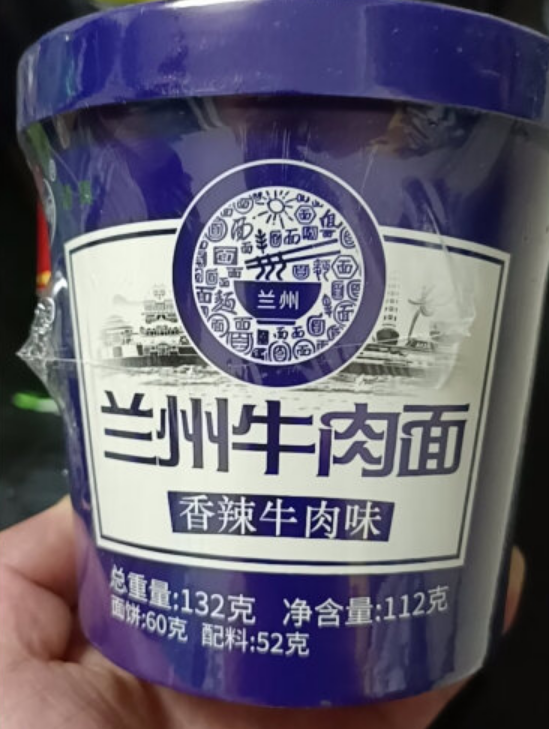 兰州
兰州牛肉面
香辣牛肉味
总重量:132克 净含量:112克
面饼:60克 配料:52克